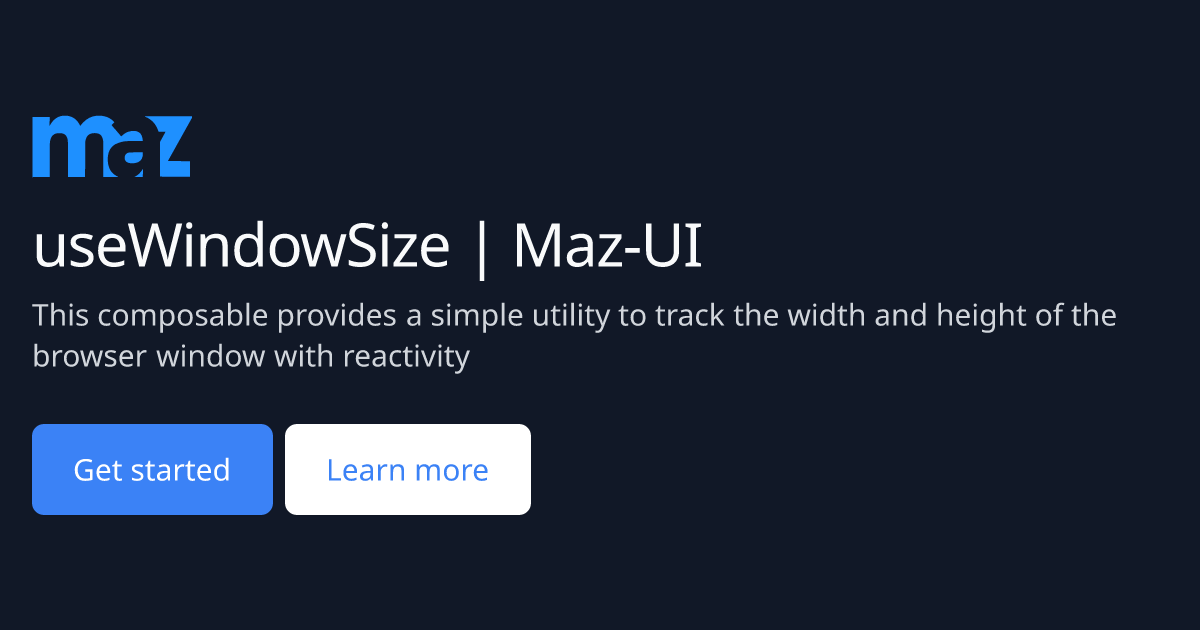 maz
useWindowSize | Maz-UI
This composable provides a simple utility to track the width and height of the
browser window with reactivity
Get started
Learn more